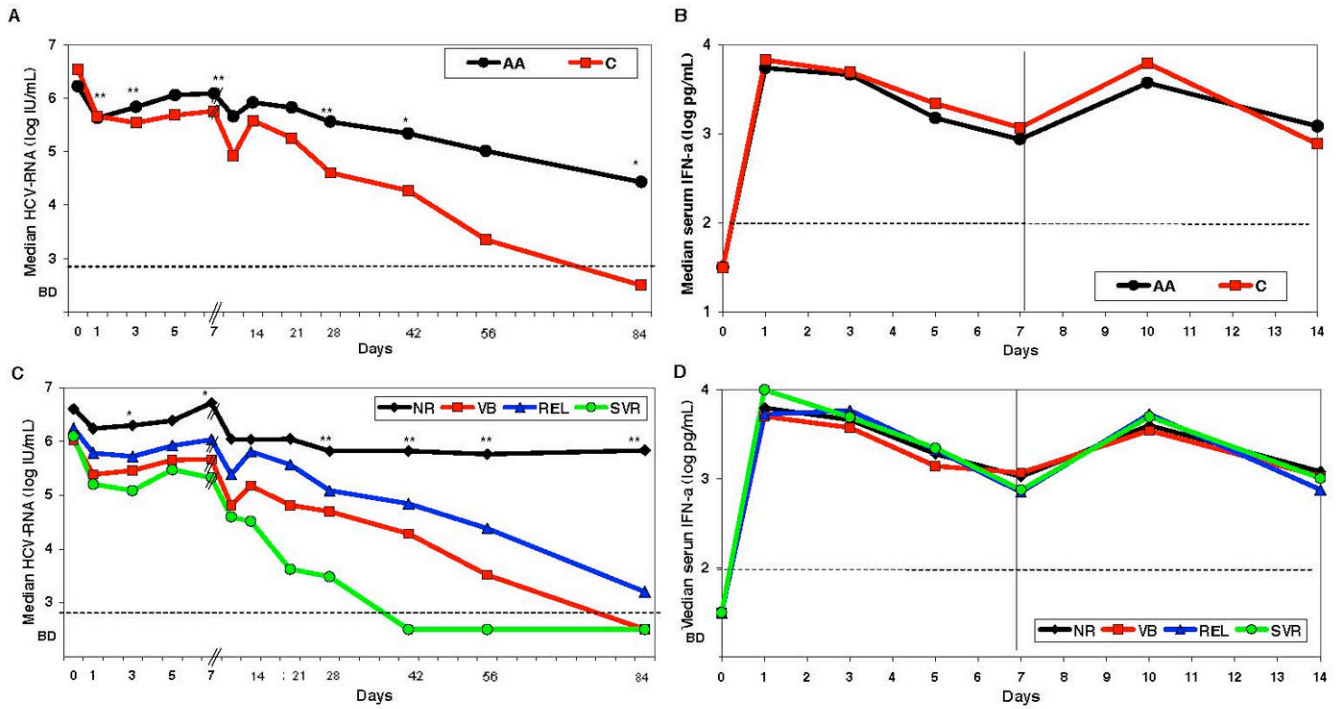 A
Median HCV-RNA (log IU/mL)
7
6
5
4
3
BD
AA C
** ** ** ** * *
0 1 3 5 7 14 21 28 42 56 84
Days
B
Median serum IFN-a (log pg/mL)
4
3
2
1
AA C
0 1 2 3 4 5 6 7 8 9 10 11 12 13 14
Days
C
Median HCV-RNA (log IU/mL)
7
6
5
4
3
BD
NR VB REL SVR
* * ** ** ** **
0 1 3 5 7 14 21 28 42 56 84
Days
D
Median serun IFN-a (log pg/mL)
4
3
2
BD
NR VB REL SVR
0 1 2 3 4 5 6 7 8 9 10 11 12 13 14
Days